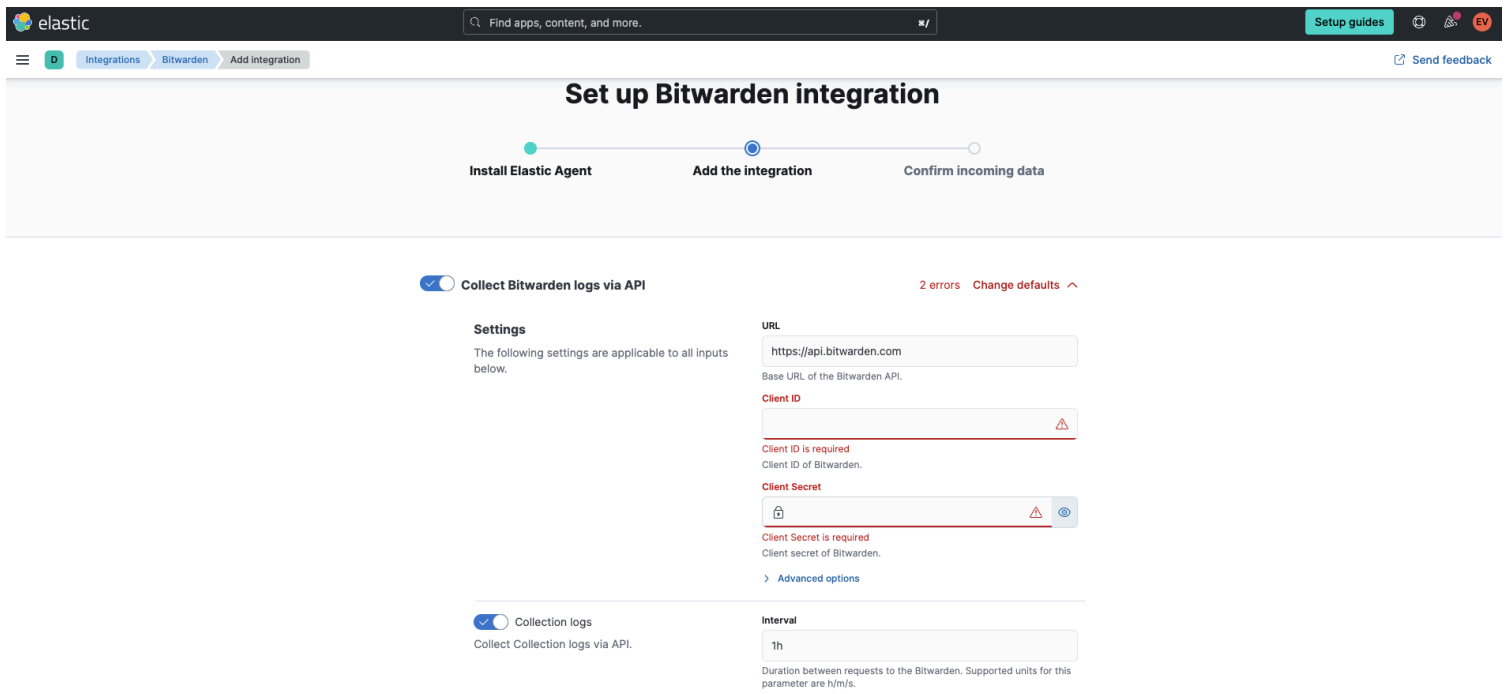 elastic
Find apps, content, and more.
⌘/
Setup guides
EV
D
Integrations
Bitwarden
Add integration
Send feedback
Set up Bitwarden integration
Install Elastic Agent
Add the integration
Confirm incoming data
Collect Bitwarden logs via API
2 errors
Change defaults
Settings
The following settings are applicable to all inputs
below.
URL
https://api.bitwarden.com
Base URL of the Bitwarden API.
Client ID
Client ID is required
Client ID of Bitwarden.
Client Secret
Client Secret is required
Client secret of Bitwarden.
Advanced options
Collection logs
Collect Collection logs via API.
Interval
1h
Duration between requests to the Bitwarden. Supported units for this
parameter are h/m/s.